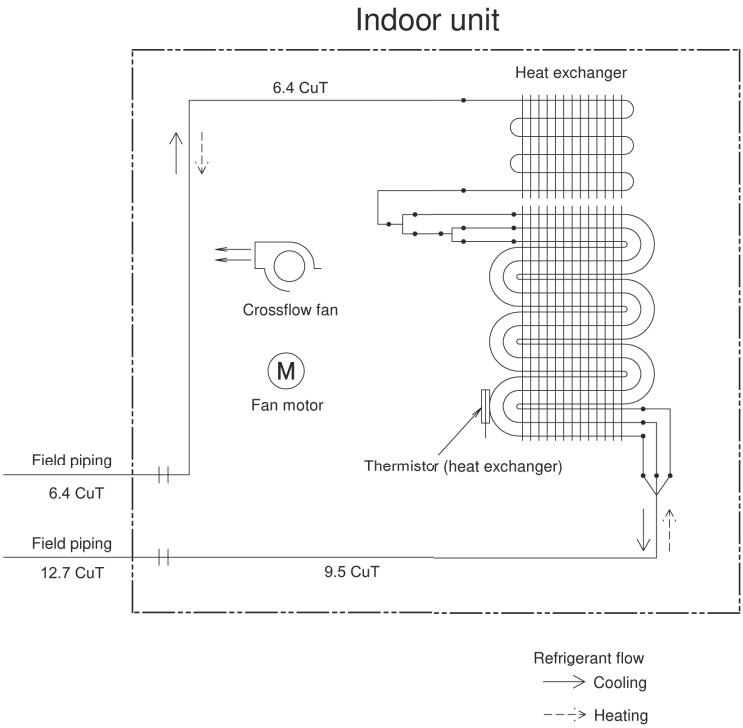 Indoor unit
Heat exchanger
6.4 CuT
Crossflow fan
M
Fan motor
Thermistor (heat exchanger)
Field piping
6.4 CuT
Field piping
12.7 CuT
9.5 CuT
Refrigerant flow
Cooling
Heating